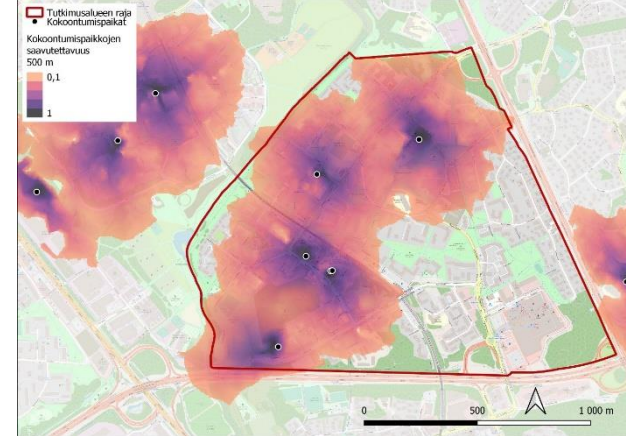 Tutkimusalueen raja
Kokoontumispaikat
Kokoontumispaikkojen
saavutettavuus
500 m
0,1
1
0 500 1 000 m